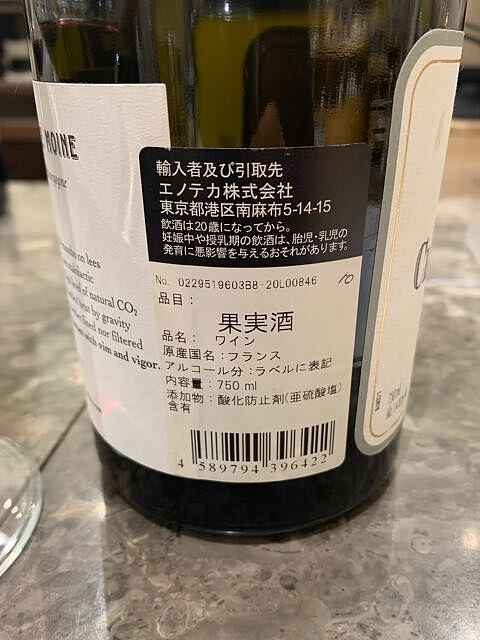 MOINE
輸入者及び引取先
エノテカ株式会社
東京都港区南麻布5-14-15
飲酒は20歳になってから。
妊娠中や授乳期の飲酒は、胎児・乳児の
発育に悪影響を与えるおそれがあります。
No. 0229519603B8-20L00846
10
品目：
果実酒
品名： ワイン
原産国名：フランス
アルコール分：ラベルに表記
内容量：750 ml
添加物：酸化防止剤(亜硫酸塩)
含有
4 589794 396422
on lees
level of natural CO₂
by gravity
nor filtered
with vim and vigor.